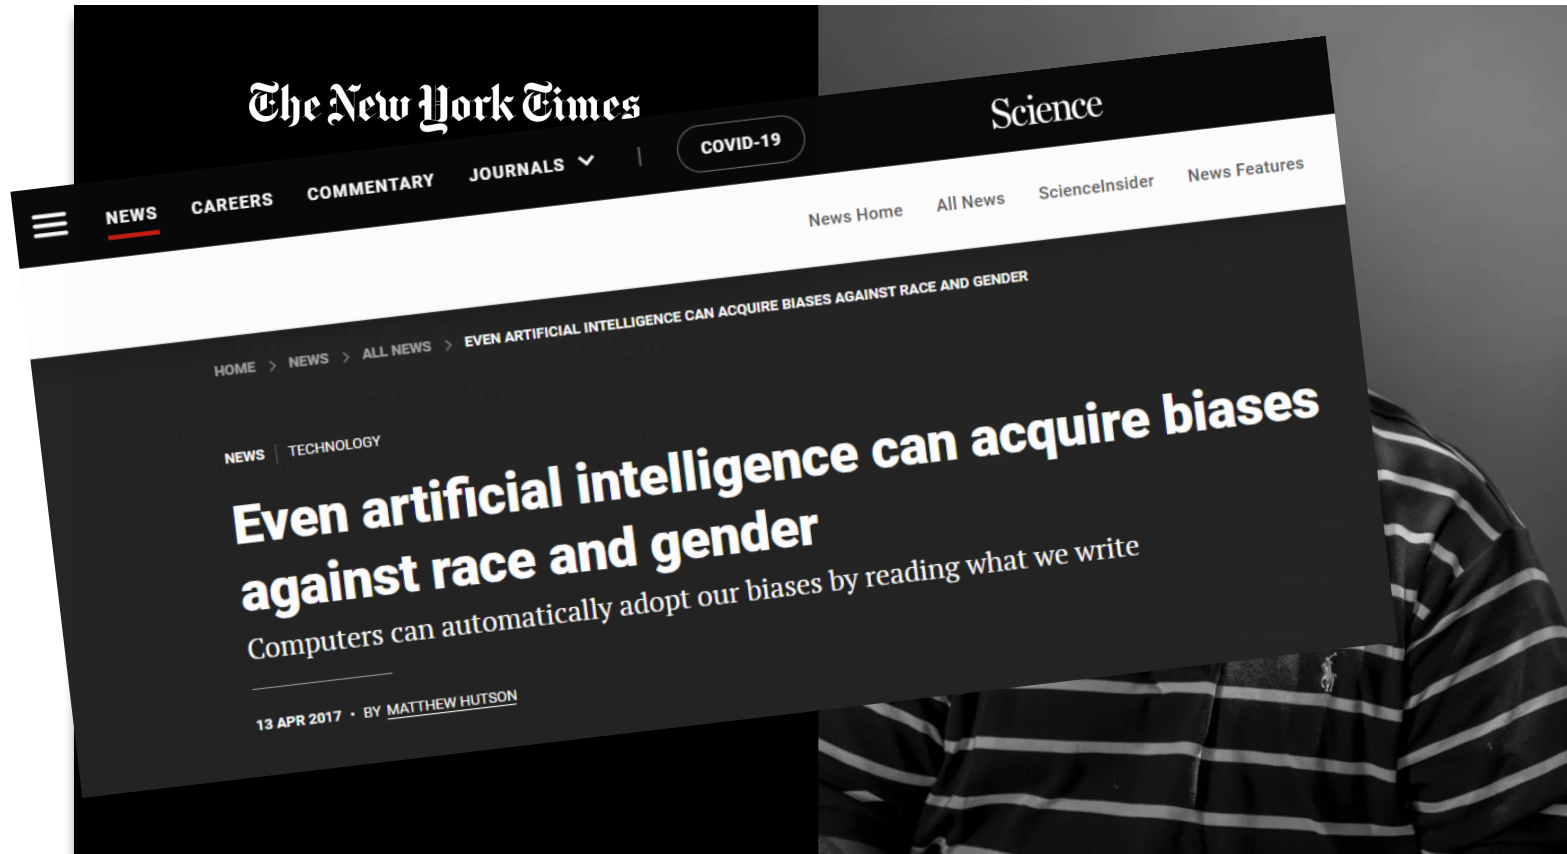 The New York Times
Science
NEWS CAREERS COMMENTARY JOURNALS | COVID-19
News Home All News ScienceInsider News Features
HOME > NEWS > ALL NEWS > EVEN ARTIFICIAL INTELLIGENCE CAN ACQUIRE BIASES AGAINST RACE AND GENDER
by an
Algorithm
NEWS | TECHNOLOGY
Even artificial intelligence can acquire biases
against race and gender
Computers can automatically adopt our biases by reading what we write
13 APR 2017 • BY MATTHEW HUTSON